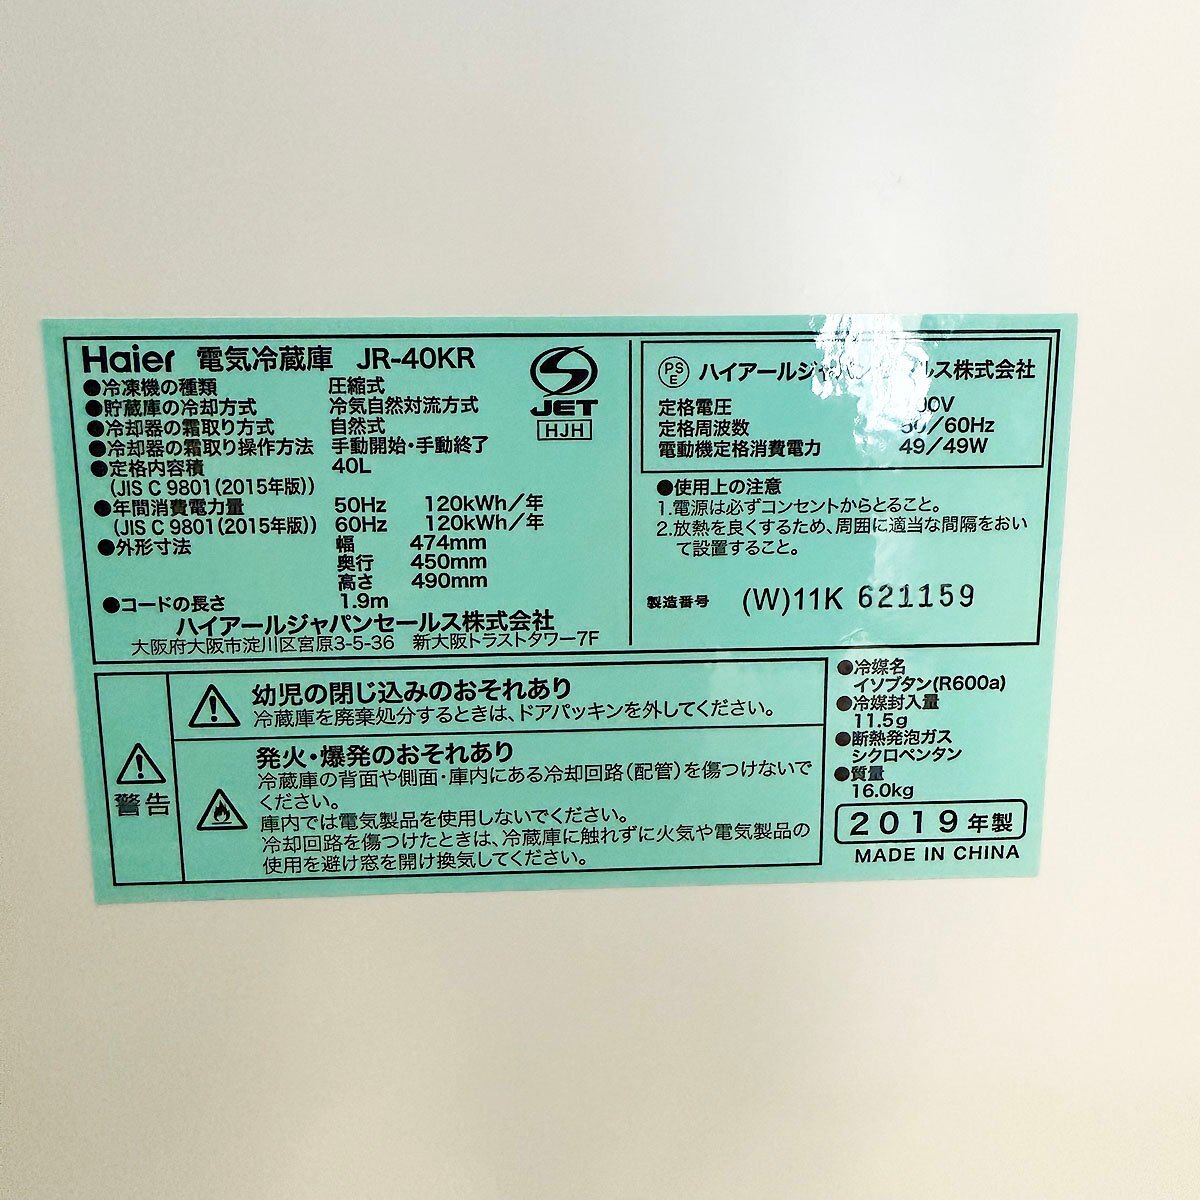 Haier 電気冷蔵庫 JR-40KR
●冷凍機の種類 圧縮式
●貯蔵庫の冷却方式 冷気自然対流方式
●冷却器の霜取り方式 自然式
●冷却器の霜取り操作方法 手動開始・手動終了
●定格内容積 40L
(JIS C 9801(2015年版))
●年間消費電力量 50Hz 120kWh/年
(JIS C 9801(2015年版)) 60Hz 120kWh/年
●外形寸法 幅 474mm
奥行 450mm
高さ 490mm
●コードの長さ 1.9m
ハイアールジャパンセールス株式会社
大阪府大阪市淀川区宮原3-5-36 新大阪トラストタワー7F
JET
HJH
PSE ハイアールジャパンセールス株式会社
定格電圧 00V
定格周波数 50/60Hz
電動機定格消費電力 49/49W
●使用上の注意
1.電源は必ずコンセントからとること。
2.放熱を良くするため、周囲に適当な間隔をおい
て設置すること。
製造番号 (W)11K 621159
警告
幼児の閉じ込みのおそれあり
冷蔵庫を廃棄処分するときは、ドアパッキンを外してください。
発火・爆発のおそれあり
冷蔵庫の背面や側面・庫内にある冷却回路(配管)を傷つけないで
ください。
庫内では電気製品を使用しないでください。
冷却回路を傷つけたときは、冷蔵庫に触れずに火気や電気製品の
使用を避け窓を開け換気してください。
●冷媒名
イソブタン(R600a)
●冷媒封入量
11.5g
●断熱発泡ガス
シクロペンタン
●質量
16.0kg
2019年製
MADE IN CHINA